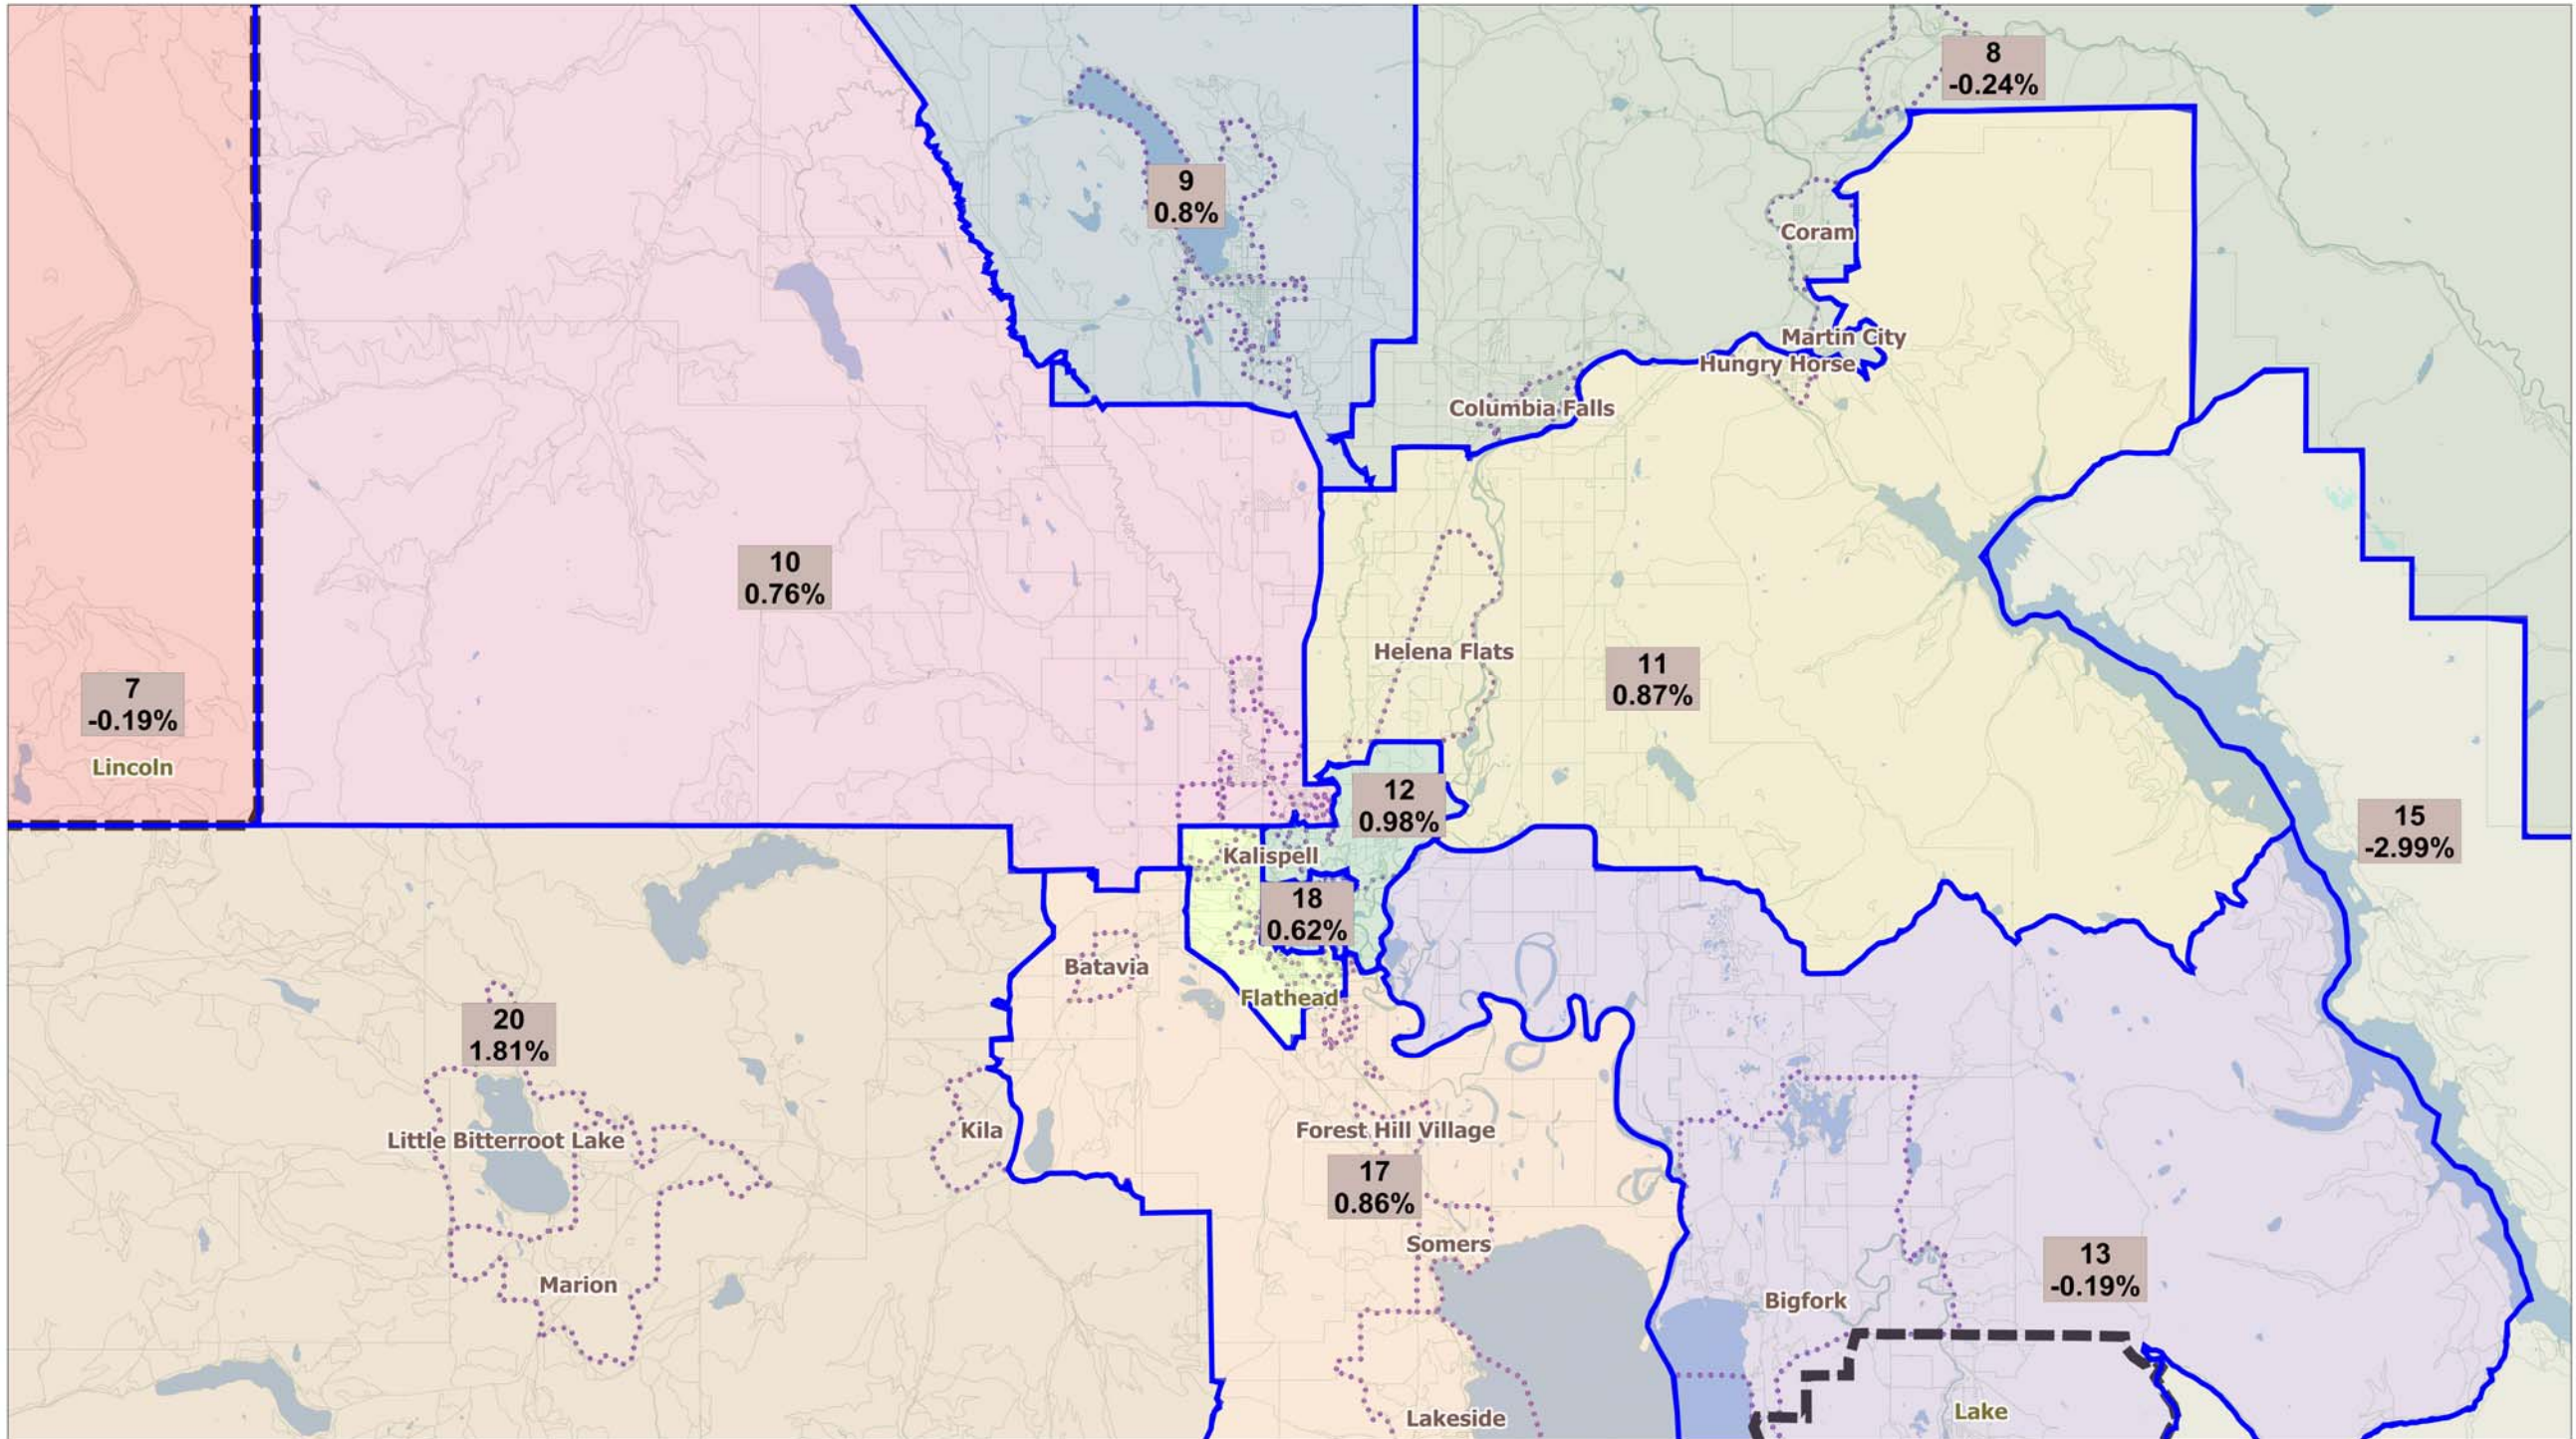 8
-0.24%
9
0.8%
Coram
Martin City
Hungry Horse
Columbia Falls
10
0.76%
Helena Flats
11
0.87%
7
-0.19%
Lincoln
12
0.98%
15
-2.99%
Kalispell
18
0.62%
Batavia
Flathead
20
1.81%
Little Bitterroot Lake
Kila
Forest Hill Village
17
0.86%
Somers
13
-0.19%
Marion
Bigfork
Lakeside
Lake